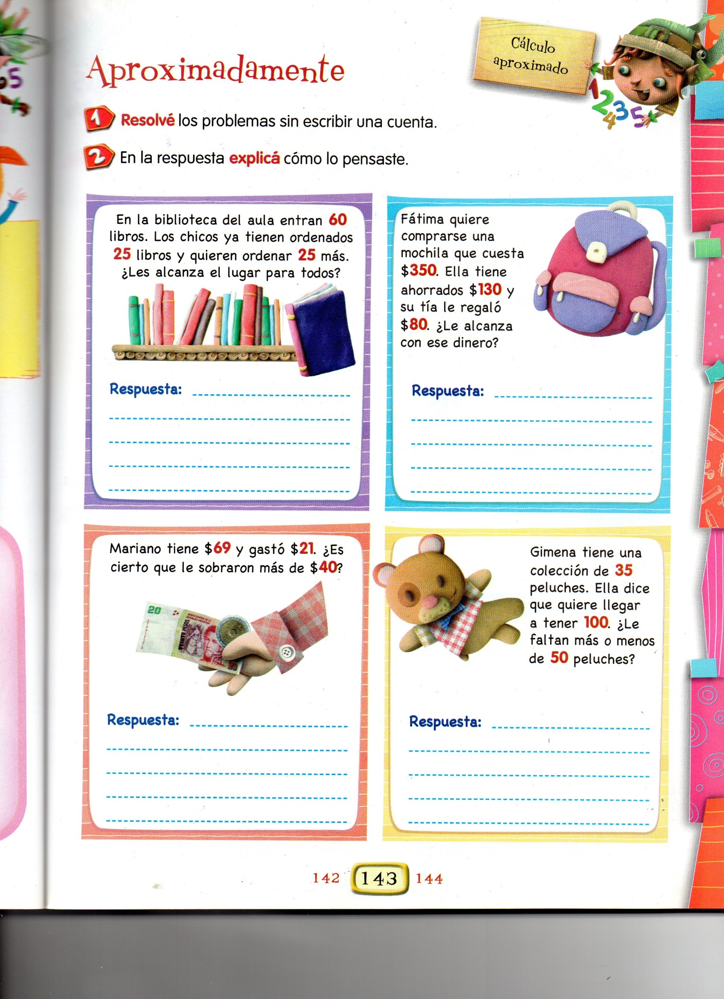 Cálculo
aproximado
Aproximadamente
1 Resolvé los problemas sin escribir una cuenta.
2 En la respuesta explicá cómo lo pensaste.
En la biblioteca del aula entran 60
libros. Los chicos ya tienen ordenados
25 libros y quieren ordenar 25 más.
¿Les alcanza el lugar para todos?
Respuesta:
Fátima quiere
comprarse una
mochila que cuesta
$350. Ella tiene
ahorrados $130 y
su tía le regaló
$80. ¿Le alcanza
con ese dinero?
Respuesta:
Mariano tiene $69 y gastó $21. ¿Es
cierto que le sobraron más de $40?
20
VEINTE PESOS
Respuesta:
Gimena tiene una
colección de 35
peluches. Ella dice
que quiere llegar
a tener 100. ¿Le
faltan más o menos
de 50 peluches?
Respuesta:
142 143 144
1 2 3 4 5
5